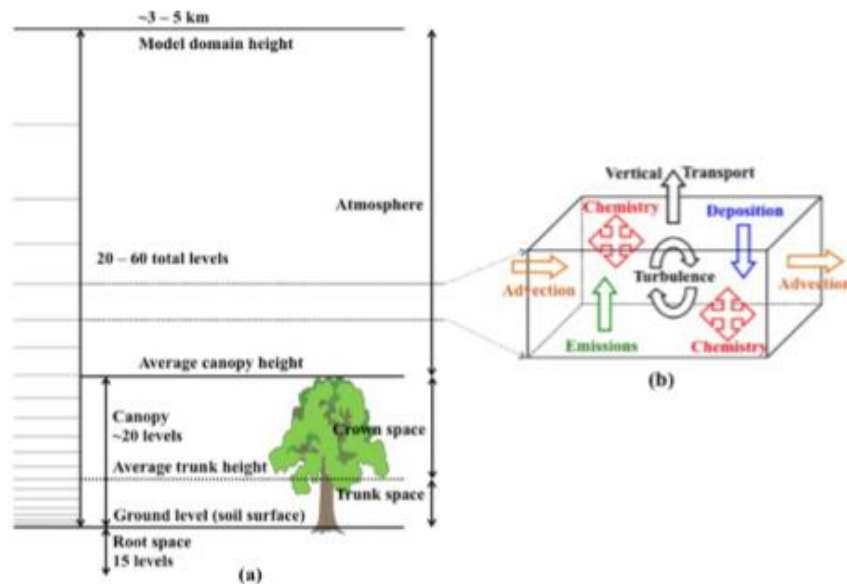 ~3 – 5 km
Model domain height
Atmosphere
20 – 60 total levels
Average canopy height
Canopy
~20 levels
Crown space
Average trunk height
Trunk space
Ground level (soil surface)
Root space
15 levels
(a)
Vertical Transport
Chemistry
Deposition
Turbulence
Advection
Advection
Emissions
Chemistry
(b)